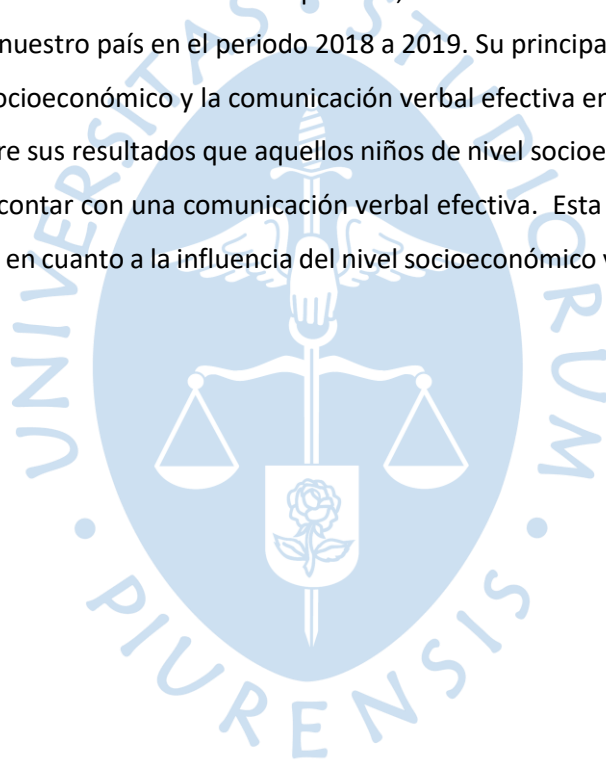 nuestro país en el periodo 2018 a 2019. Su principa
ocioeconómico y la comunicación verbal efectiva en
re sus resultados que aquellos niños de nivel socioe
contar con una comunicación verbal efectiva. Esta
en cuanto a la influencia del nivel socioeconómico
UNIVERSITAS • STUDIORUM • PIURENSIS •